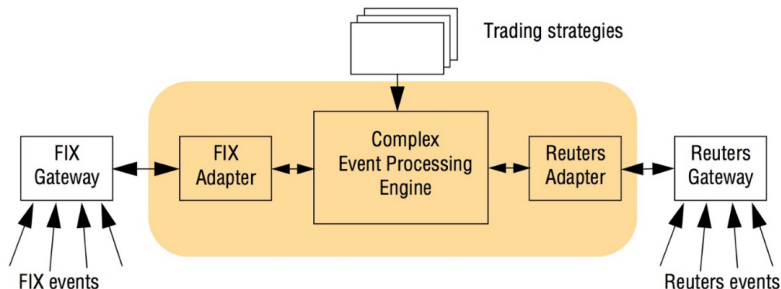 Trading strategies
FIX
Gateway
FIX
Adapter
Complex
Event Processing
Engine
Reuters
Adapter
Reuters
Gateway
FIX events
Reuters events